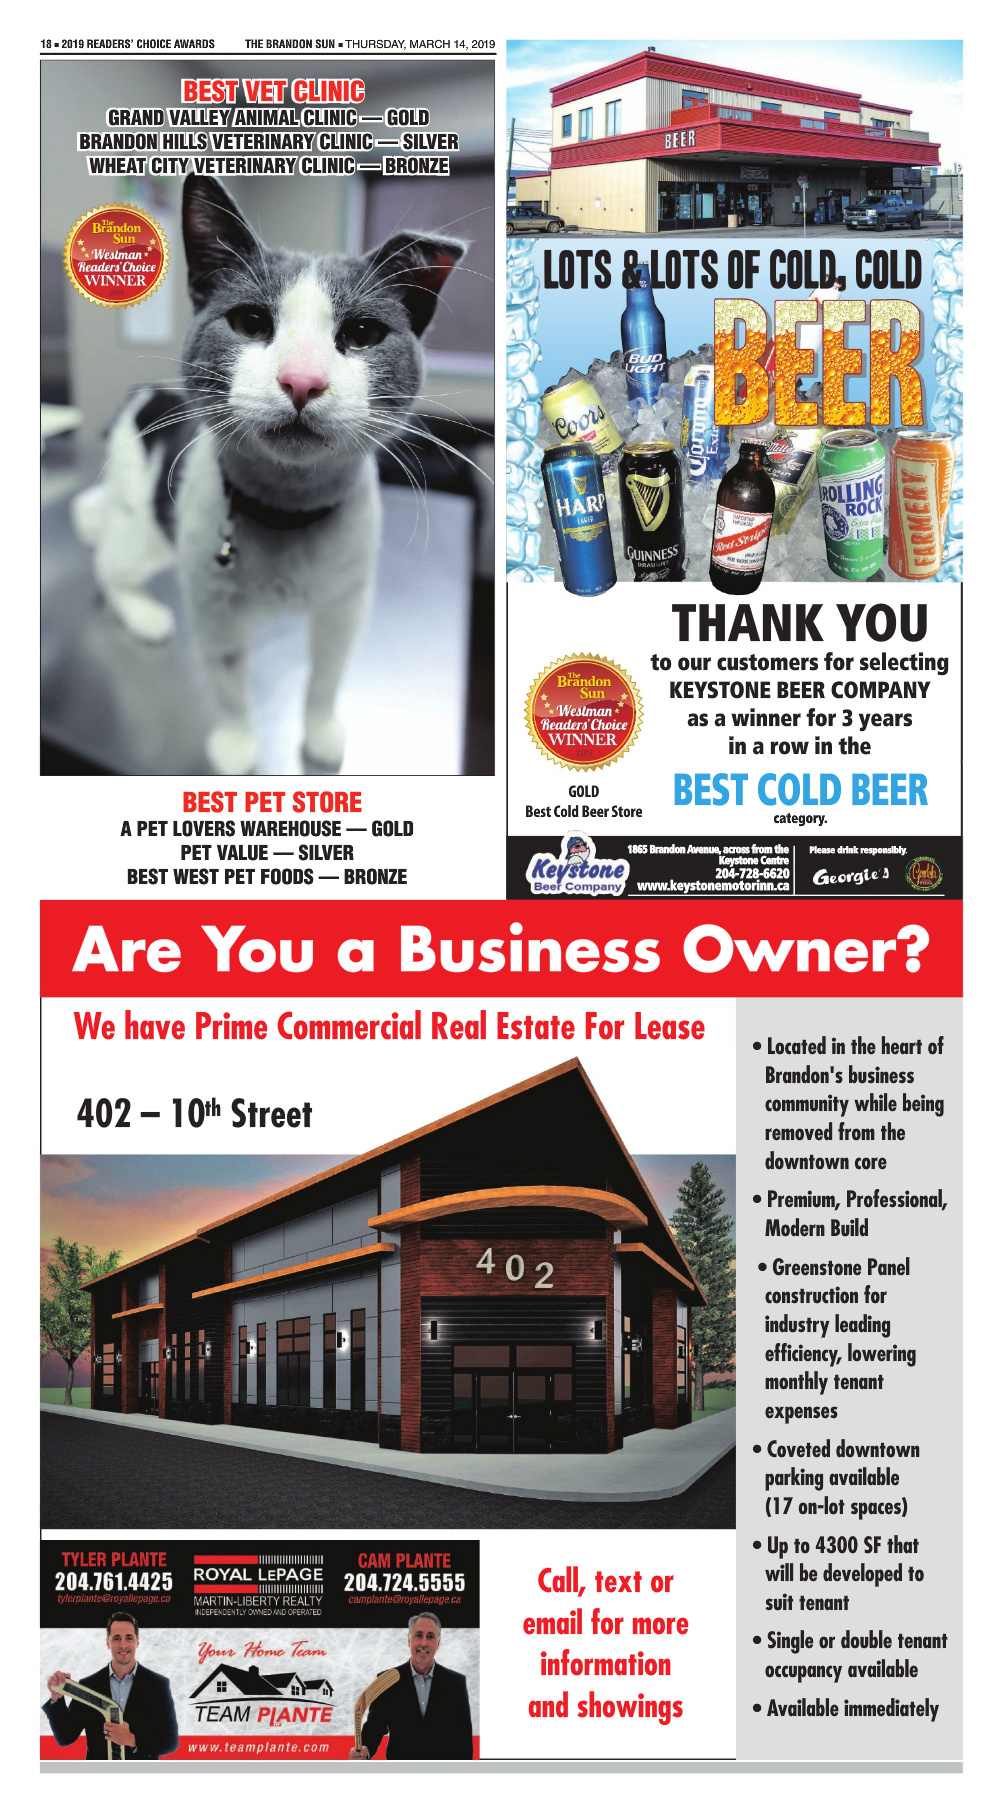 18 ▪ 2019 READERS' CHOICE AWARDS THE BRANDON SUN ▪ THURSDAY, MARCH 14, 2019
BEST VET CLINIC
GRAND VALLEY ANIMAL CLINIC — GOLD
BRANDON HILLS VETERINARY CLINIC — SILVER
WHEAT CITY VETERINARY CLINIC — BRONZE
The
Brandon
Sun
Westman
Readers' Choice
WINNER
BEST PET STORE
A PET LOVERS WAREHOUSE — GOLD
PET VALUE — SILVER
BEST WEST PET FOODS — BRONZE
BEER
LOTS & LOTS OF COLD, COLD
BEER
BUD
LIGHT
Coors
Corona
Extra
Miller
HARP
LAGER
GUINNESS
DRAUGHT
Red Stripe
ROLLING
ROCK
Extra Pale
FARMERY
THANK YOU
to our customers for selecting
KEYSTONE BEER COMPANY
as a winner for 3 years
in a row in the
BEST COLD BEER
category.
The
Brandon
Sun
Westman
Readers' Choice
WINNER
GOLD
Best Cold Beer Store
Keystone
Beer Company
1865 Brandon Avenue, across from the
Keystone Centre
204-728-6620
www.keystonemotorinn.ca
Please drink responsibly.
Georgie's
Are You a Business Owner?
We have Prime Commercial Real Estate For Lease
402 – 10th Street
402
• Located in the heart of
Brandon's business
community while being
removed from the
downtown core
• Premium, Professional,
Modern Build
• Greenstone Panel
construction for
industry leading
efficiency, lowering
monthly tenant
expenses
• Coveted downtown
parking available
(17 on-lot spaces)
• Up to 4300 SF that
will be developed to
suit tenant
• Single or double tenant
occupancy available
• Available immediately
TYLER PLANTE
204.761.4425
tylerplante@royallepage.ca
ROYAL LEPAGE
MARTIN-LIBERTY REALTY
INDEPENDENTLY OWNED AND OPERATED
CAM PLANTE
204.724.5555
camplante@royallepage.ca
Your Home Team
TEAM PLANTE
www.teamplante.com
Call, text or
email for more
information
and showings